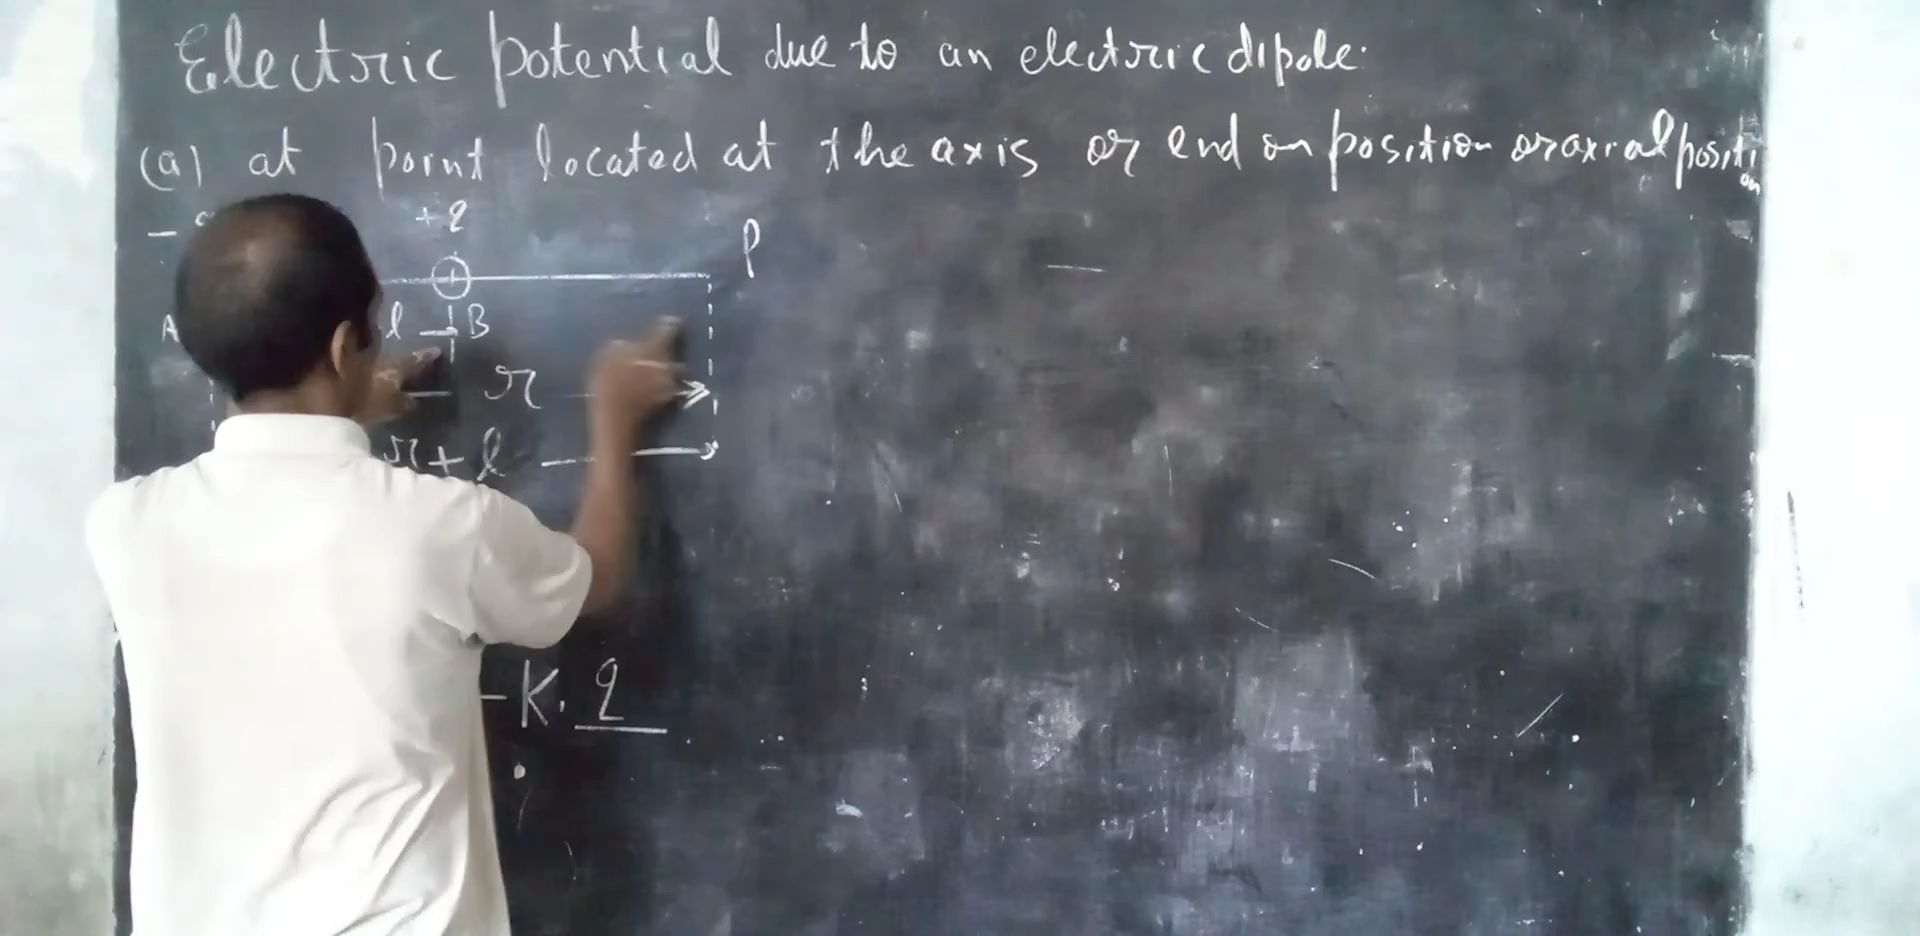 Electric potential due to an electric dipole:
(a) at point located at the axis or end on position or axial position
- +q
P
A l B
r
r+l
- K. q